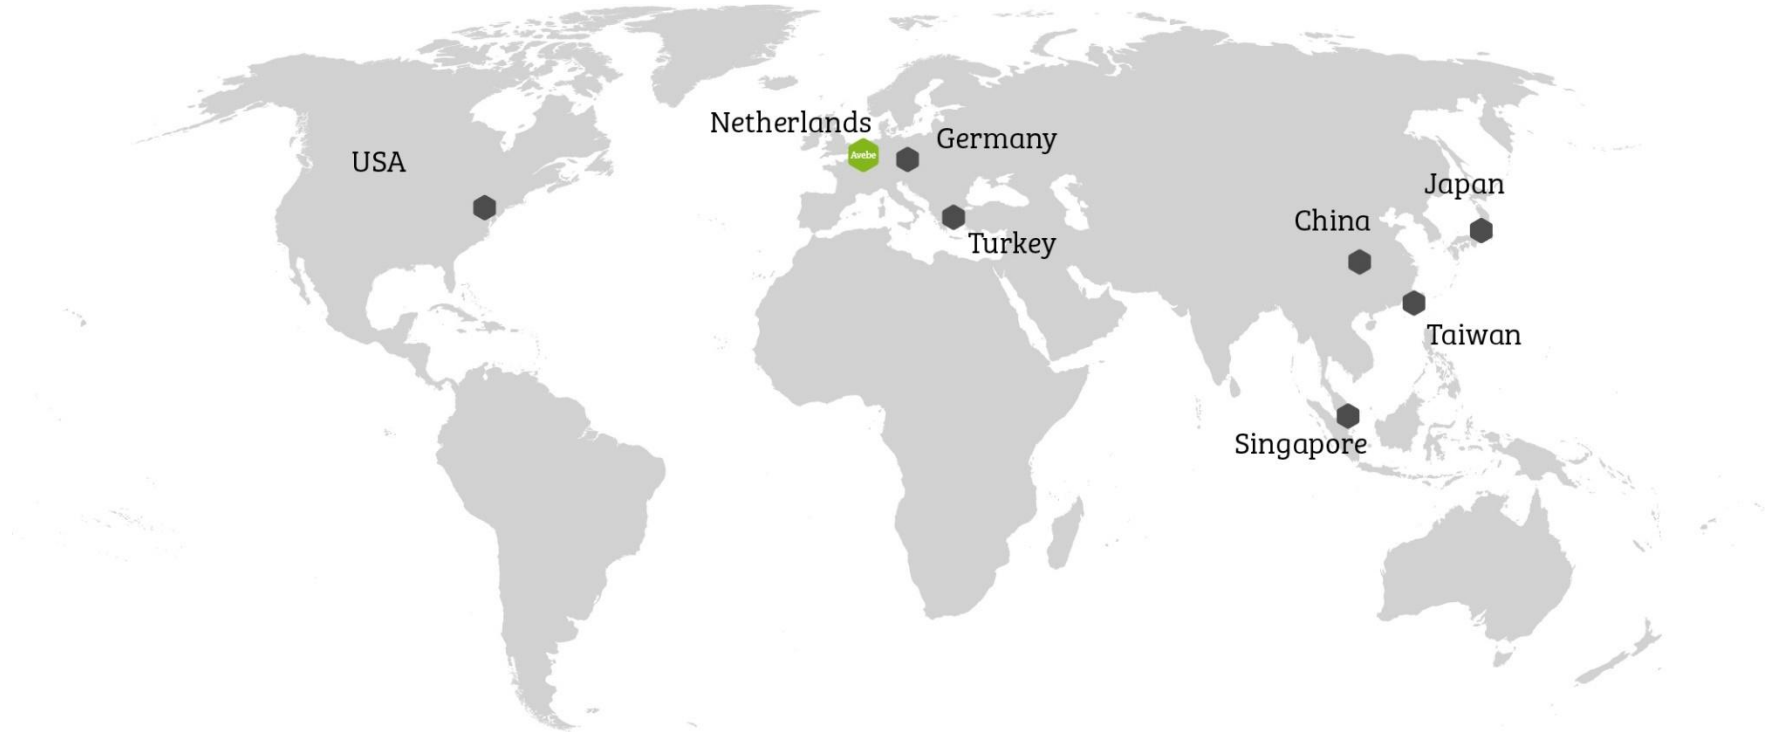 Netherlands
Avebe
Germany
USA
Japan
China
Turkey
Taiwan
Singapore